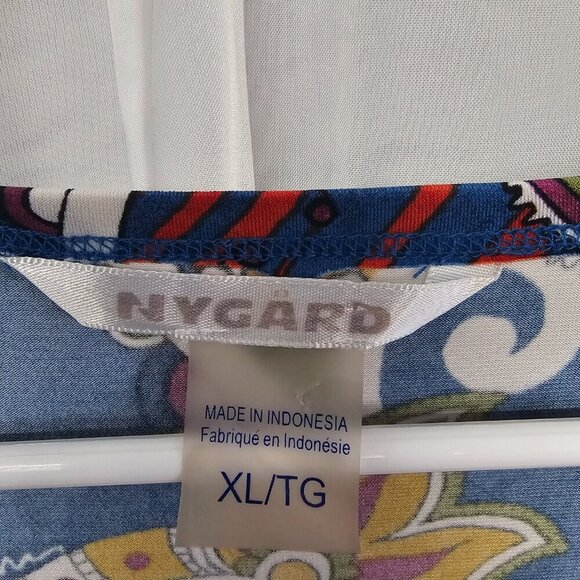 NYGARD
MADE IN INDONESIA
Fabriqué en Indonésie
XL/TG